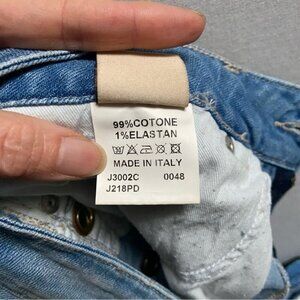 99%COTONE
1%ELASTAN
MADE IN ITALY
J3002C 0048
J218PD